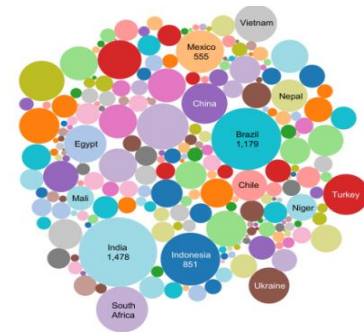 Vietnam
Mexico
555
China
Nepal
Brazil
1,179
Egypt
Chile
Turkey
Mali
Niger
India
1,478
Indonesia
851
Ukraine
South
Africa